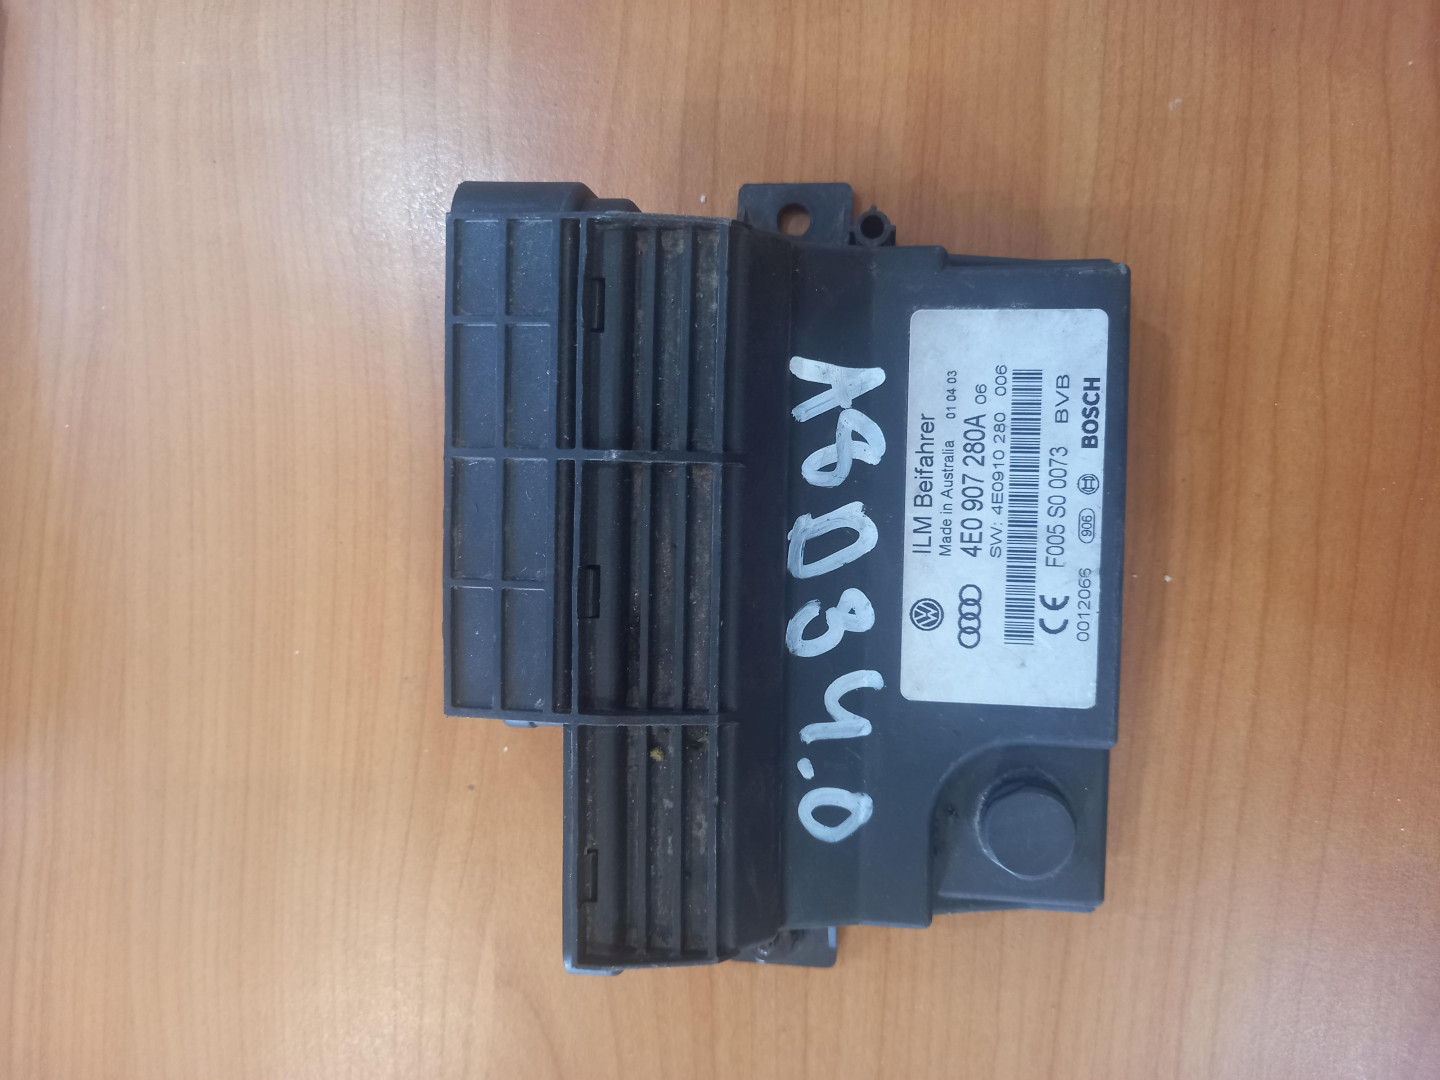 ILM Beifahrer
Made in Australia 01 04 03
4E0 907 280A 06
SW: 4E0910 280 006
F005 S0 0073 BVB
0012066 906 BOSCH
A8D3 4.0